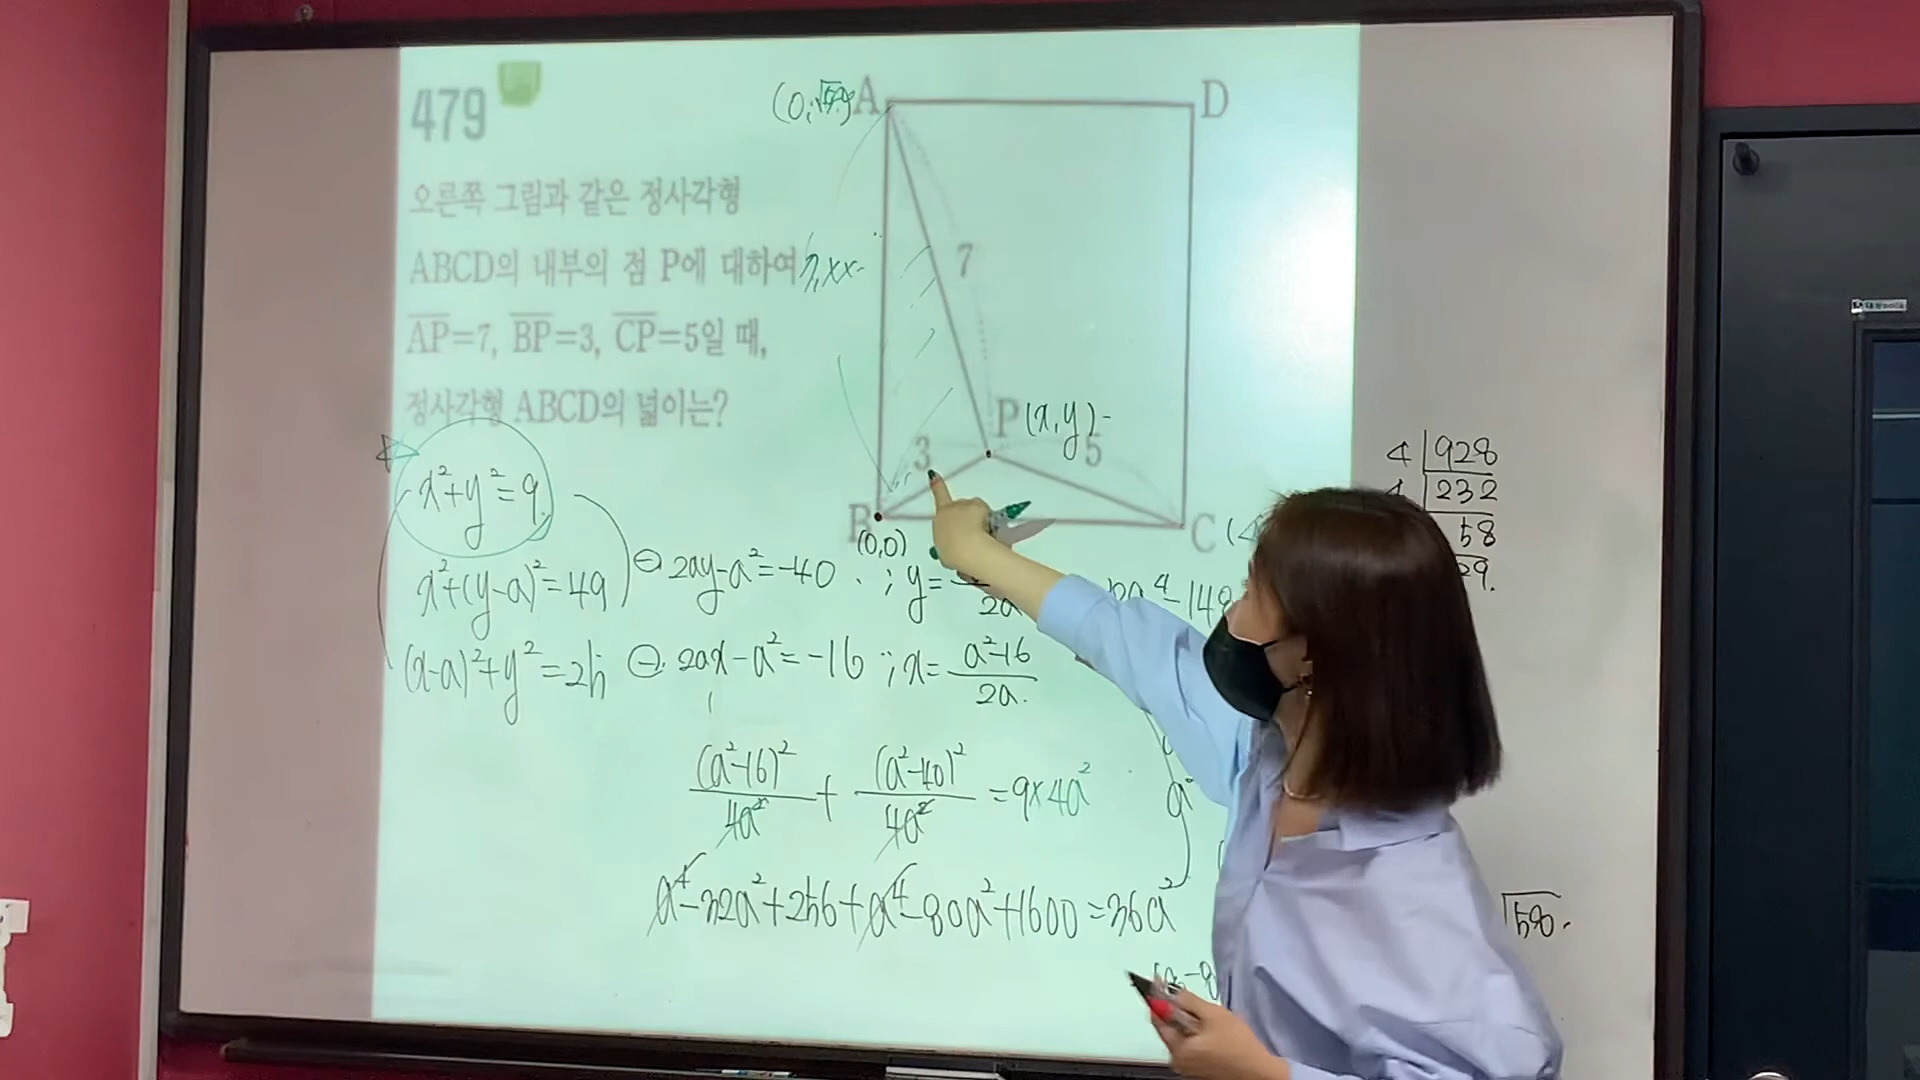 479
오른쪽 그림과 같은 정사각형
ABCD의 내부의 점 P에 대하여
AP=7, BP=3, CP=5일 때,
정사각형 ABCD의 넓이는?
A
D
7
P(x,y)
3
5
B
(0,0)
C
x²+y²=9
x²+(y-a)²=49
⊖ 2ay-a²=-40
; y=
2a
(x-a)²+y²=25
⊖ 2ax-a²=-16
; x= a²-16
2a
(a²-16)² + (a²-40)² =9×4a²
4a² 4a²
a⁴-32a²+256+a⁴-80a²+1600=36a²
4 928
232
58
29
√58